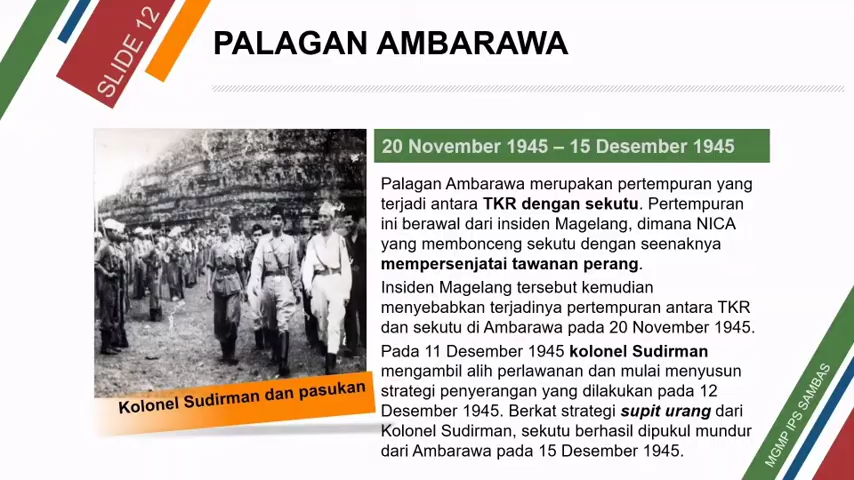 SLIDE 12
PALAGAN AMBARAWA
20 November 1945 – 15 Desember 1945
Palagan Ambarawa merupakan pertempuran yang
terjadi antara TKR dengan sekutu. Pertempuran
ini berawal dari insiden Magelang, dimana NICA
yang membonceng sekutu dengan seenaknya
mempersenjatai tawanan perang.
Insiden Magelang tersebut kemudian
menyebabkan terjadinya pertempuran antara TKR
dan sekutu di Ambarawa pada 20 November 1945.
Pada 11 Desember 1945 kolonel Sudirman
mengambil alih perlawanan dan mulai menyusun
strategi penyerangan yang dilakukan pada 12
Desember 1945. Berkat strategi supit urang dari
Kolonel Sudirman, sekutu berhasil dipukul mundur
dari Ambarawa pada 15 Desember 1945.
Kolonel Sudirman dan pasukan
MGMP IPS SAMBAS